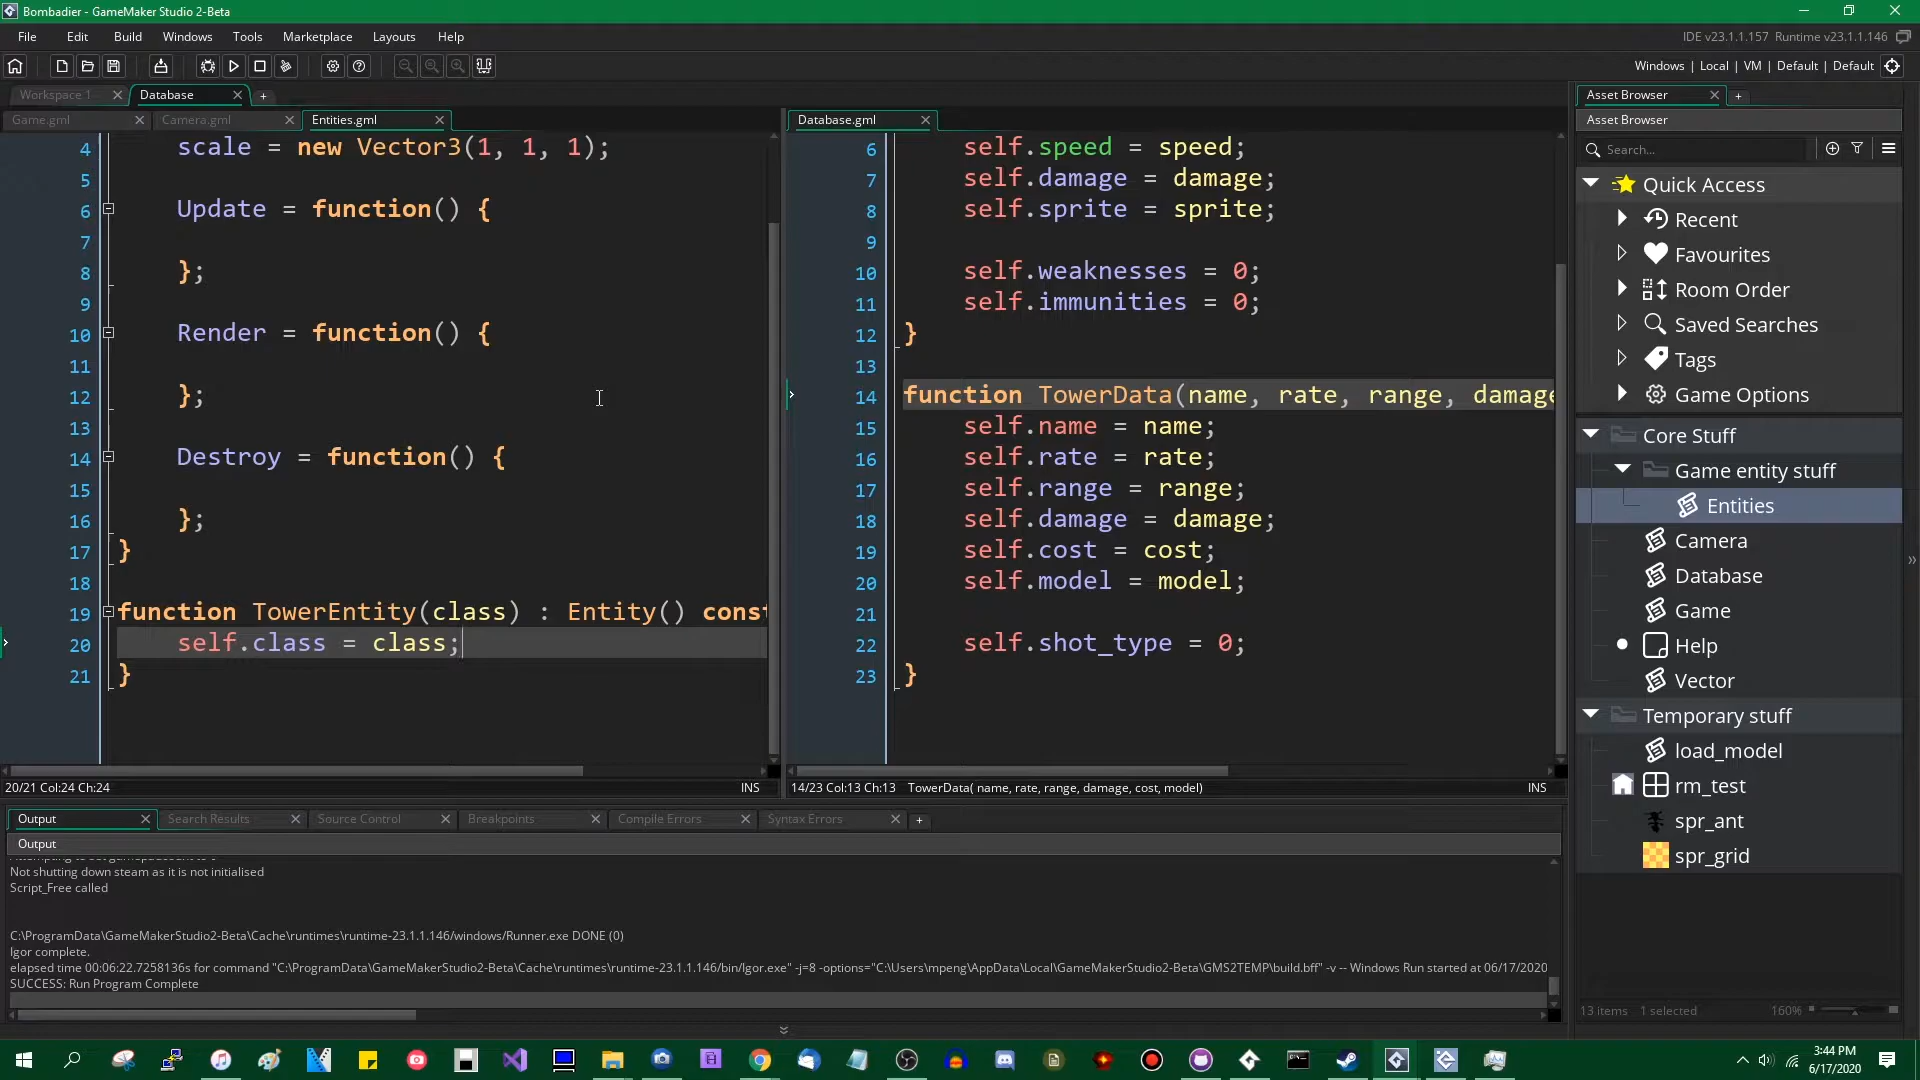 Bombadier - GameMaker Studio 2-Beta
File Edit Build Windows Tools Marketplace Layouts Help
IDE v23.1.1.157 Runtime v23.1.1.146
Windows | Local | VM | Default | Default
Workspace 1
Database
Game.gml
Camera.gml
Entities.gml
4 scale = new Vector3(1, 1, 1);
5
6 Update = function() {
7
8 };
9
10 Render = function() {
11
12 };
13
14 Destroy = function() {
15
16 };
17 }
18
19 function TowerEntity(class) : Entity() const
20 self.class = class;
21 }
20/21 Col:24 Ch:24
INS
Database.gml
6 self.speed = speed;
7 self.damage = damage;
8 self.sprite = sprite;
9
10 self.weaknesses = 0;
11 self.immunities = 0;
12 }
13
14 function TowerData(name, rate, range, damage
15 self.name = name;
16 self.rate = rate;
17 self.range = range;
18 self.damage = damage;
19 self.cost = cost;
20 self.model = model;
21
22 self.shot_type = 0;
23 }
14/23 Col:13 Ch:13 TowerData( name, rate, range, damage, cost, model)
INS
Asset Browser
Asset Browser
Search...
Quick Access
Recent
Favourites
Room Order
Saved Searches
Tags
Game Options
Core Stuff
Game entity stuff
Entities
Camera
Database
Game
Help
Vector
Temporary stuff
load_model
rm_test
spr_ant
spr_grid
13 items 1 selected
160%
Output
Search Results
Source Control
Breakpoints
Compile Errors
Syntax Errors
Output
Not shutting down steam as it is not initialised
Script_Free called
C:\ProgramData\GameMakerStudio2-Beta\Cache\runtimes\runtime-23.1.1.146/windows/Runner.exe DONE (0)
Igor complete.
elapsed time 00:06:22.7258136s for command "C:\ProgramData\GameMakerStudio2-Beta\Cache\runtimes\runtime-23.1.1.146/bin/Igor.exe" -j=8 -options="C:\Users\mpeng\AppData\Local\GameMakerStudio2-Beta\GMS2TEMP\build.bff" -v -- Windows Run started at 06/17/2020
SUCCESS: Run Program Complete
3:44 PM
6/17/2020